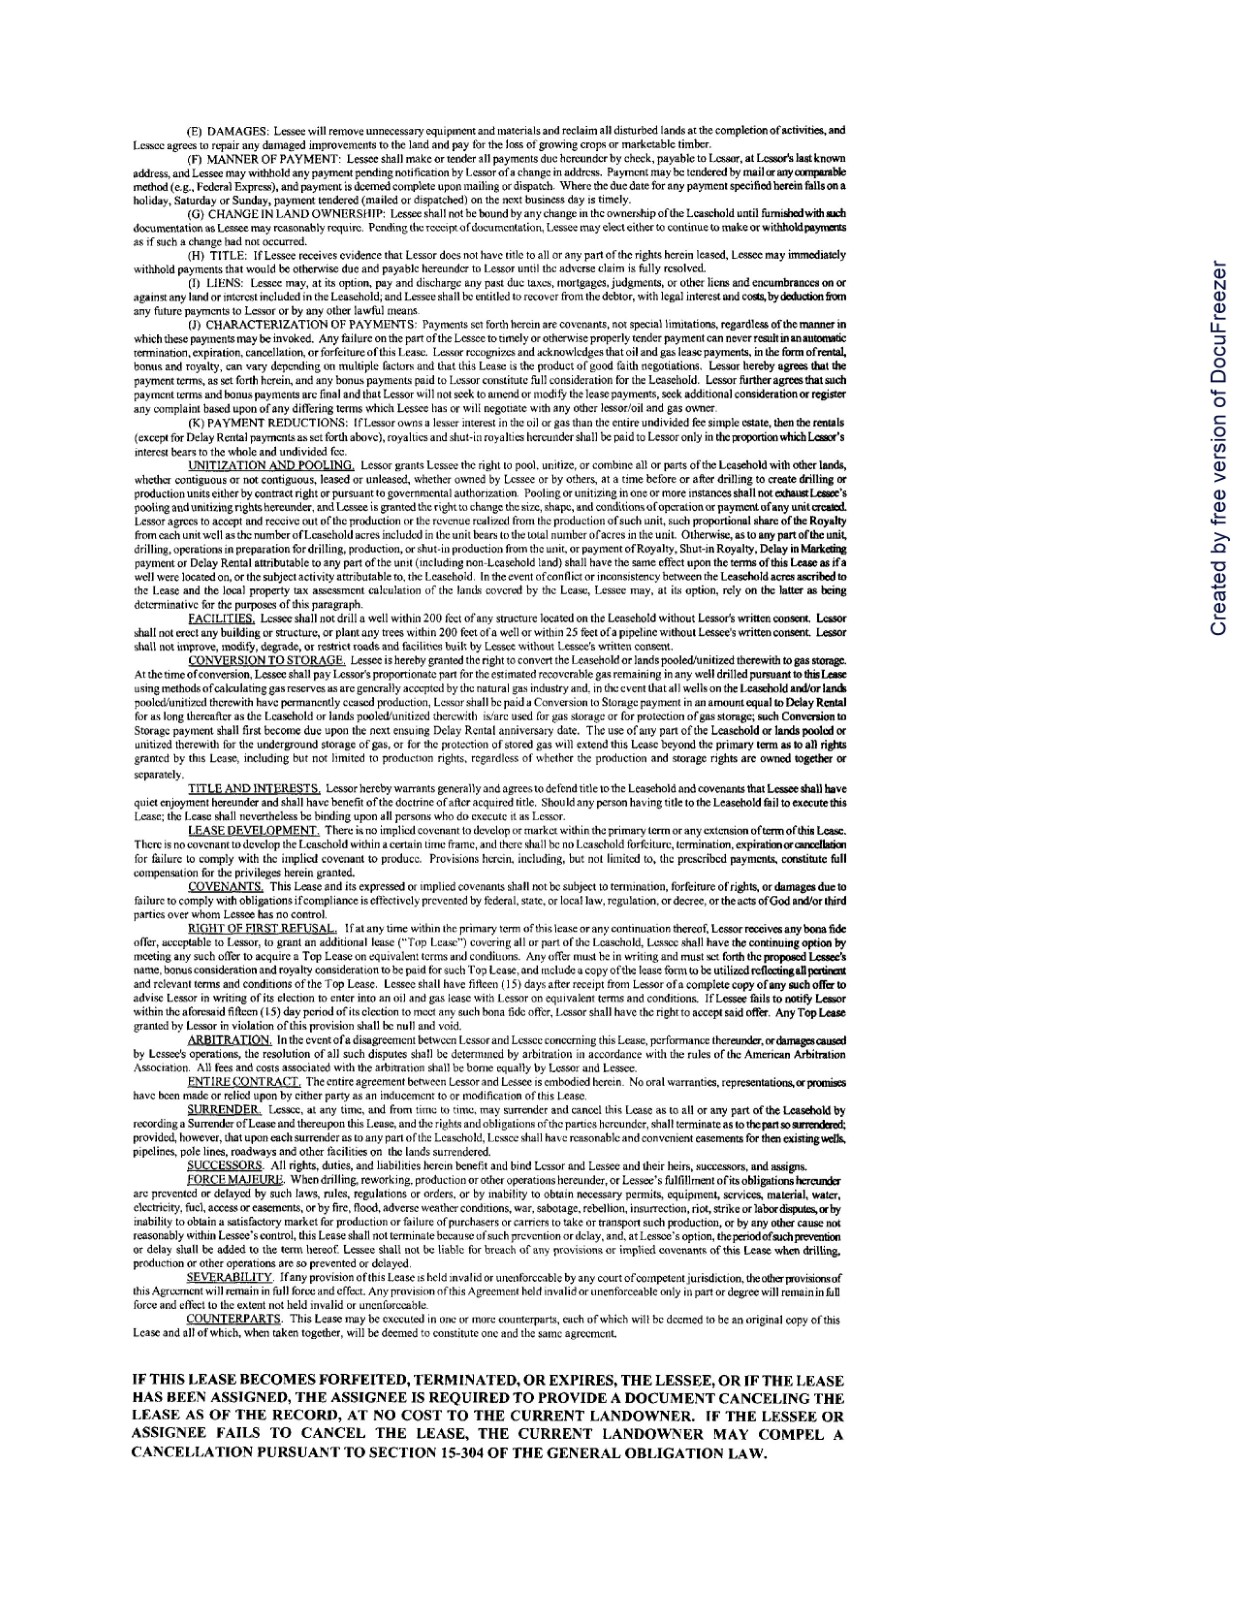 (E) DAMAGES: Lessee will remove unnecessary equipment and materials and reclaim all disturbed lands at the completion of activities, and
Lessee agrees to repair any damaged improvements to the land and pay for the loss of growing crops or marketable timber.
(F) MANNER OF PAYMENT: Lessee shall make or tender all payments due hereunder by check, payable to Lessor, at Lessor's last known
address, and Lessee may withhold any payment pending notification by Lessor of a change in address. Payment may be tendered by mail or any comparable
method (e.g., Federal Express), and payment is deemed complete upon mailing or dispatch. Where the due date for any payment specified herein falls on a
holiday, Saturday or Sunday, payment tendered (mailed or dispatched) on the next business day is timely.
(G) CHANGE IN LAND OWNERSHIP: Lessee shall not be bound by any change in the ownership of the Leasehold until furnished with such
documentation as Lessee may reasonably require. Pending the receipt of documentation, Lessee may elect either to continue to make or withhold payments
as if such a change had not occurred.
(H) TITLE: If Lessee receives evidence that Lessor does not have title to all or any part of the rights herein leased, Lessee may immediately
withhold payments that would be otherwise due and payable hereunder to Lessor until the adverse claim is fully resolved.
(I) LIENS: Lessee may, at its option, pay and discharge any past due taxes, mortgages, judgments, or other liens and encumbrances on or
against any land or interest included in the Leasehold; and Lessee shall be entitled to recover from the debtor, with legal interest and costs, by deduction from
any future payments to Lessor or by any other lawful means.
(J) CHARACTERIZATION OF PAYMENTS: Payments set forth herein are covenants, not special limitations, regardless of the manner in
which these payments may be invoked. Any failure on the part of the Lessee to timely or otherwise properly tender payment can never result in an automatic
termination, expiration, cancellation, or forfeiture of this Lease. Lessor recognizes and acknowledges that oil and gas lease payments, in the form of rental,
bonus and royalty, can vary depending on multiple factors and that this Lease is the product of good faith negotiations. Lessor hereby agrees that the
payment terms, as set forth herein, and any bonus payments paid to Lessor constitute full consideration for the Leasehold. Lessor further agrees that such
payment terms and bonus payments are final and that Lessor will not seek to amend or modify the lease payments, seek additional consideration or register
any complaint based upon of any differing terms which Lessee has or will negotiate with any other lessor/oil and gas owner.
(K) PAYMENT REDUCTIONS: If Lessor owns a lesser interest in the oil or gas than the entire undivided fee simple estate, then the rentals
(except for Delay Rental payments as set forth above), royalties and shut-in royalties hereunder shall be paid to Lessor only in the proportion which Lessor's
interest bears to the whole and undivided fee.
UNITIZATION AND POOLING. Lessor grants Lessee the right to pool, unitize, or combine all or parts of the Leasehold with other lands,
whether contiguous or not contiguous, leased or unleased, whether owned by Lessee or by others, at a time before or after drilling to create drilling or
production units either by contract right or pursuant to governmental authorization. Pooling or unitizing in one or more instances shall not exhaust Lessee's
pooling and unitizing rights hereunder, and Lessee is granted the right to change the size, shape, and conditions of operation or payment of any unit created.
Lessor agrees to accept and receive out of the production or the revenue realized from the production of such unit, such proportional share of the Royalty
from each unit well as the number of Leasehold acres included in the unit bears to the total number of acres in the unit. Otherwise, as to any part of the unit,
drilling, operations in preparation for drilling, production, or shut-in production from the unit, or payment of Royalty, Shut-in Royalty, Delay in Marketing
payment or Delay Rental attributable to any part of the unit (including non-Leasehold land) shall have the same effect upon the terms of this Lease as if a
well were located on, or the subject activity attributable to, the Leasehold. In the event of conflict or inconsistency between the Leasehold acres ascribed to
the Lease and the local property tax assessment calculation of the lands covered by the Lease, Lessee may, at its option, rely on the latter as being
determinative for the purposes of this paragraph.
FACILITIES. Lessee shall not drill a well within 200 feet of any structure located on the Leasehold without Lessor's written consent. Lessor
shall not erect any building or structure, or plant any trees within 200 feet of a well or within 25 feet of a pipeline without Lessee's written consent. Lessor
shall not improve, modify, degrade, or restrict roads and facilities built by Lessee without Lessee's written consent.
CONVERSION TO STORAGE. Lessee is hereby granted the right to convert the Leasehold or lands pooled/unitized therewith to gas storage.
At the time of conversion, Lessee shall pay Lessor's proportionate part for the estimated recoverable gas remaining in any well drilled pursuant to this Lease
using methods of calculating gas reserves as are generally accepted by the natural gas industry and, in the event that all wells on the Leasehold and/or lands
pooled/unitized therewith have permanently ceased production, Lessor shall be paid a Conversion to Storage payment in an amount equal to Delay Rental
for as long thereafter as the Leasehold or lands pooled/unitized therewith is/are used for gas storage or for protection of gas storage; such Conversion to
Storage payment shall first become due upon the next ensuing Delay Rental anniversary date. The use of any part of the Leasehold or lands pooled or
unitized therewith for the underground storage of gas, or for the protection of stored gas will extend this Lease beyond the primary term as to all rights
granted by this Lease, including but not limited to production rights, regardless of whether the production and storage rights are owned together or
separately.
TITLE AND INTERESTS. Lessor hereby warrants generally and agrees to defend title to the Leasehold and covenants that Lessee shall have
quiet enjoyment hereunder and shall have benefit of the doctrine of after acquired title. Should any person having title to the Leasehold fail to execute this
Lease; the Lease shall nevertheless be binding upon all persons who do execute it as Lessor.
LEASE DEVELOPMENT. There is no implied covenant to develop or market within the primary term or any extension of term of this Lease.
There is no covenant to develop the Leasehold within a certain time frame, and there shall be no Leasehold forfeiture, termination, expiration or cancellation
for failure to comply with the implied covenant to produce. Provisions herein, including, but not limited to, the prescribed payments, constitute full
compensation for the privileges herein granted.
COVENANTS. This Lease and its expressed or implied covenants shall not be subject to termination, forfeiture of rights, or damages due to
failure to comply with obligations if compliance is effectively prevented by federal, state, or local law, regulation, or decree, or the acts of God and/or third
parties over whom Lessee has no control.
RIGHT OF FIRST REFUSAL. If at any time within the primary term of this lease or any continuation thereof, Lessor receives any bona fide
offer, acceptable to Lessor, to grant an additional lease ("Top Lease") covering all or part of the Leasehold, Lessee shall have the continuing option by
meeting any such offer to acquire a Top Lease on equivalent terms and conditions. Any offer must be in writing and must set forth the proposed Lessee's
name, bonus consideration and royalty consideration to be paid for such Top Lease, and include a copy of the lease form to be utilized reflecting all pertinent
and relevant terms and conditions of the Top Lease. Lessee shall have fifteen (15) days after receipt from Lessor of a complete copy of any such offer to
advise Lessor in writing of its election to enter into an oil and gas lease with Lessor on equivalent terms and conditions. If Lessee fails to notify Lessor
within the aforesaid fifteen (15) day period of its election to meet any such bona fide offer, Lessor shall have the right to accept said offer. Any Top Lease
granted by Lessor in violation of this provision shall be null and void.
ARBITRATION. In the event of a disagreement between Lessor and Lessee concerning this Lease, performance thereunder, or damages caused
by Lessee's operations, the resolution of all such disputes shall be determined by arbitration in accordance with the rules of the American Arbitration
Association. All fees and costs associated with the arbitration shall be borne equally by Lessor and Lessee.
ENTIRE CONTRACT. The entire agreement between Lessor and Lessee is embodied herein. No oral warranties, representations, or promises
have been made or relied upon by either party as an inducement to or modification of this Lease.
SURRENDER. Lessee, at any time, and from time to time, may surrender and cancel this Lease as to all or any part of the Leasehold by
recording a Surrender of Lease and thereupon this Lease, and the rights and obligations of the parties hereunder, shall terminate as to the part so surrendered;
provided, however, that upon each surrender as to any part of the Leasehold, Lessee shall have reasonable and convenient easements for then existing wells,
pipelines, pole lines, roadways and other facilities on the lands surrendered.
SUCCESSORS. All rights, duties, and liabilities herein benefit and bind Lessor and Lessee and their heirs, successors, and assigns.
FORCE MAJEURE. When drilling, reworking, production or other operations hereunder, or Lessee's fulfillment of its obligations hereunder
are prevented or delayed by such laws, rules, regulations or orders, or by inability to obtain necessary permits, equipment, services, material, water,
electricity, fuel, access or easements, or by fire, flood, adverse weather conditions, war, sabotage, rebellion, insurrection, riot, strike or labor disputes, or by
inability to obtain a satisfactory market for production or failure of purchasers or carriers to take or transport such production, or by any other cause not
reasonably within Lessee's control, this Lease shall not terminate because of such prevention or delay, and, at Lessee's option, the period of such prevention
or delay shall be added to the term hereof. Lessee shall not be liable for breach of any provisions or implied covenants of this Lease when drilling,
production or other operations are so prevented or delayed.
SEVERABILITY. If any provision of this Lease is held invalid or unenforceable by any court of competent jurisdiction, the other provisions of
this Agreement will remain in full force and effect. Any provision of this Agreement held invalid or unenforceable only in part or degree will remain in full
force and effect to the extent not held invalid or unenforceable.
COUNTERPARTS. This Lease may be executed in one or more counterparts, each of which will be deemed to be an original copy of this
Lease and all of which, when taken together, will be deemed to constitute one and the same agreement.
IF THIS LEASE BECOMES FORFEITED, TERMINATED, OR EXPIRES, THE LESSEE, OR IF THE LEASE
HAS BEEN ASSIGNED, THE ASSIGNEE IS REQUIRED TO PROVIDE A DOCUMENT CANCELING THE
LEASE AS OF THE RECORD, AT NO COST TO THE CURRENT LANDOWNER. IF THE LESSEE OR
ASSIGNEE FAILS TO CANCEL THE LEASE, THE CURRENT LANDOWNER MAY COMPEL A
CANCELLATION PURSUANT TO SECTION 15-304 OF THE GENERAL OBLIGATION LAW.
Created by free version of DocuFreezer